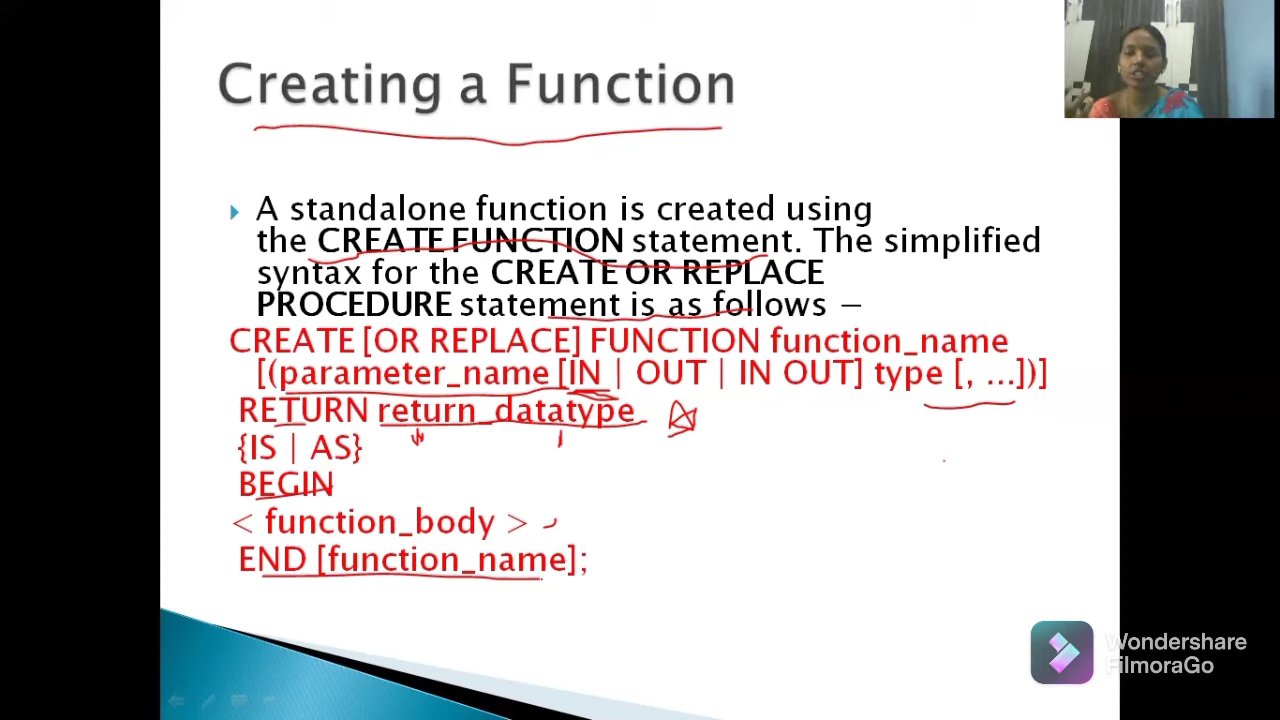 Creating a Function
A standalone function is created using
the CREATE FUNCTION statement. The simplified
syntax for the CREATE OR REPLACE
PROCEDURE statement is as follows −
CREATE [OR REPLACE] FUNCTION function_name
[(parameter_name [IN | OUT | IN OUT] type [, ...])]
RETURN return_datatype
{IS | AS}
BEGIN
< function_body >
END [function_name];
Wondershare
FilmoraGo